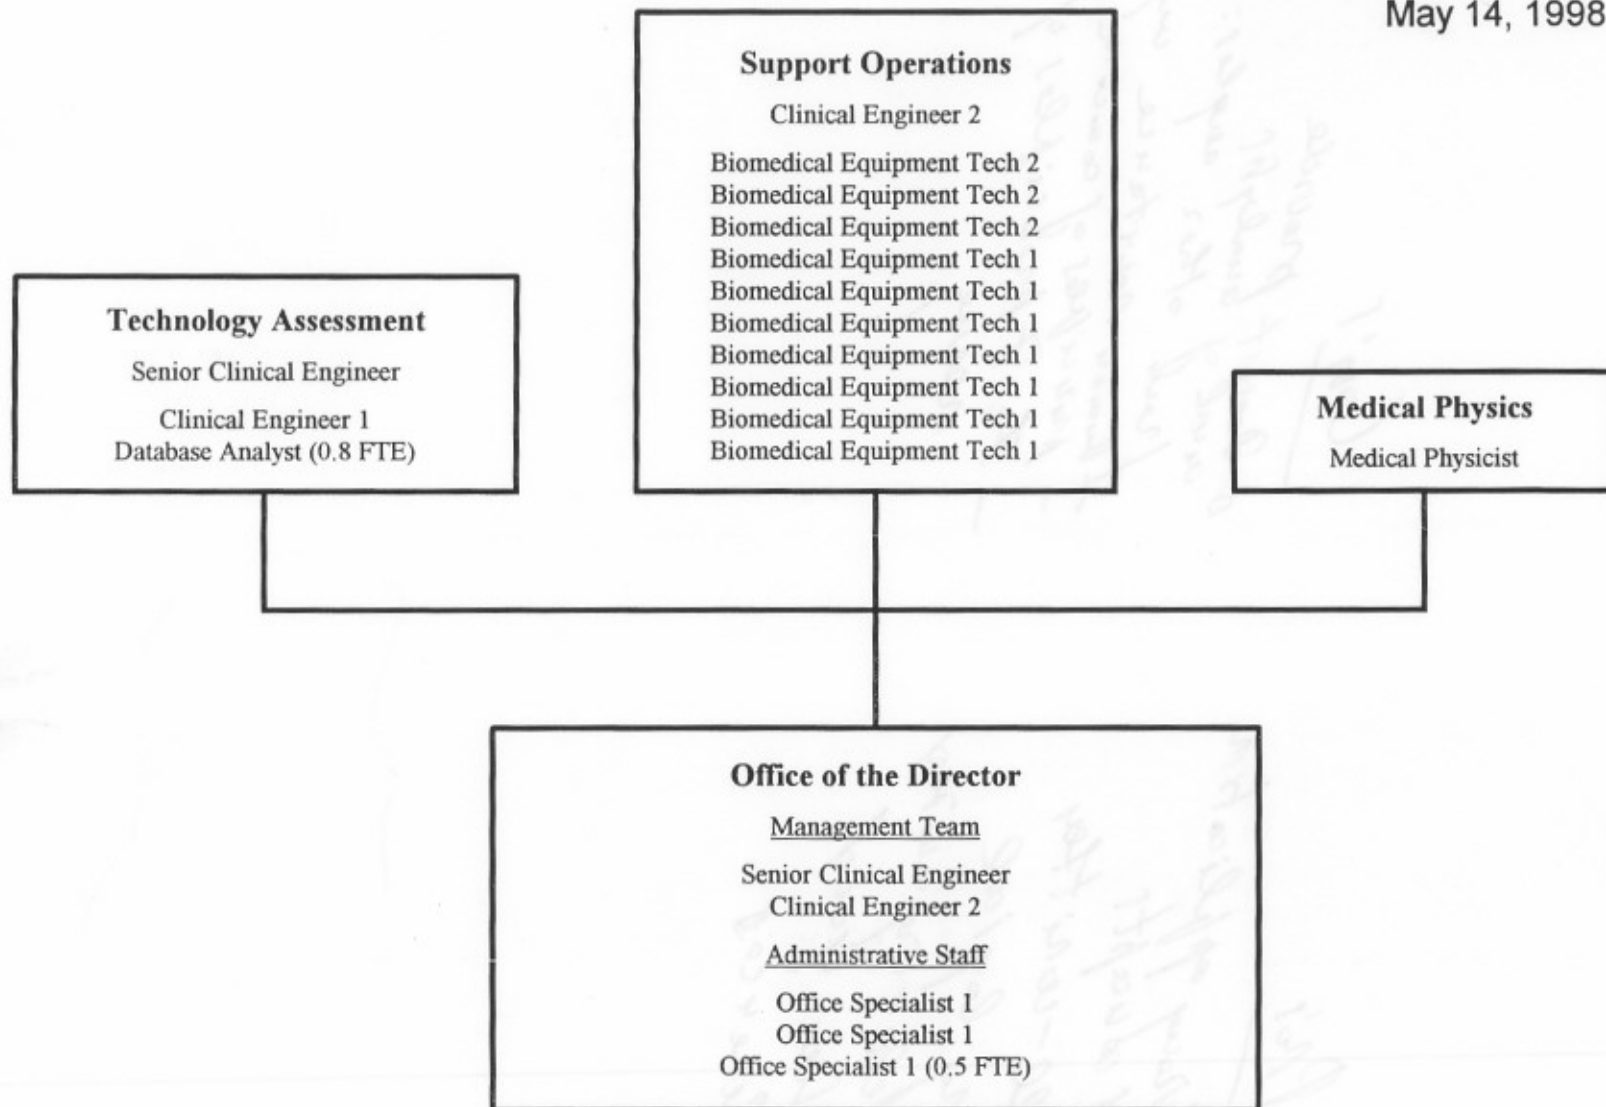 May 14, 1998
Support Operations
Clinical Engineer 2
Biomedical Equipment Tech 2
Biomedical Equipment Tech 2
Biomedical Equipment Tech 2
Biomedical Equipment Tech 1
Biomedical Equipment Tech 1
Biomedical Equipment Tech 1
Biomedical Equipment Tech 1
Biomedical Equipment Tech 1
Biomedical Equipment Tech 1
Biomedical Equipment Tech 1
Technology Assessment
Senior Clinical Engineer
Clinical Engineer 1
Database Analyst (0.8 FTE)
Medical Physics
Medical Physicist
Office of the Director
Management Team
Senior Clinical Engineer
Clinical Engineer 2
Administrative Staff
Office Specialist 1
Office Specialist 1
Office Specialist 1 (0.5 FTE)